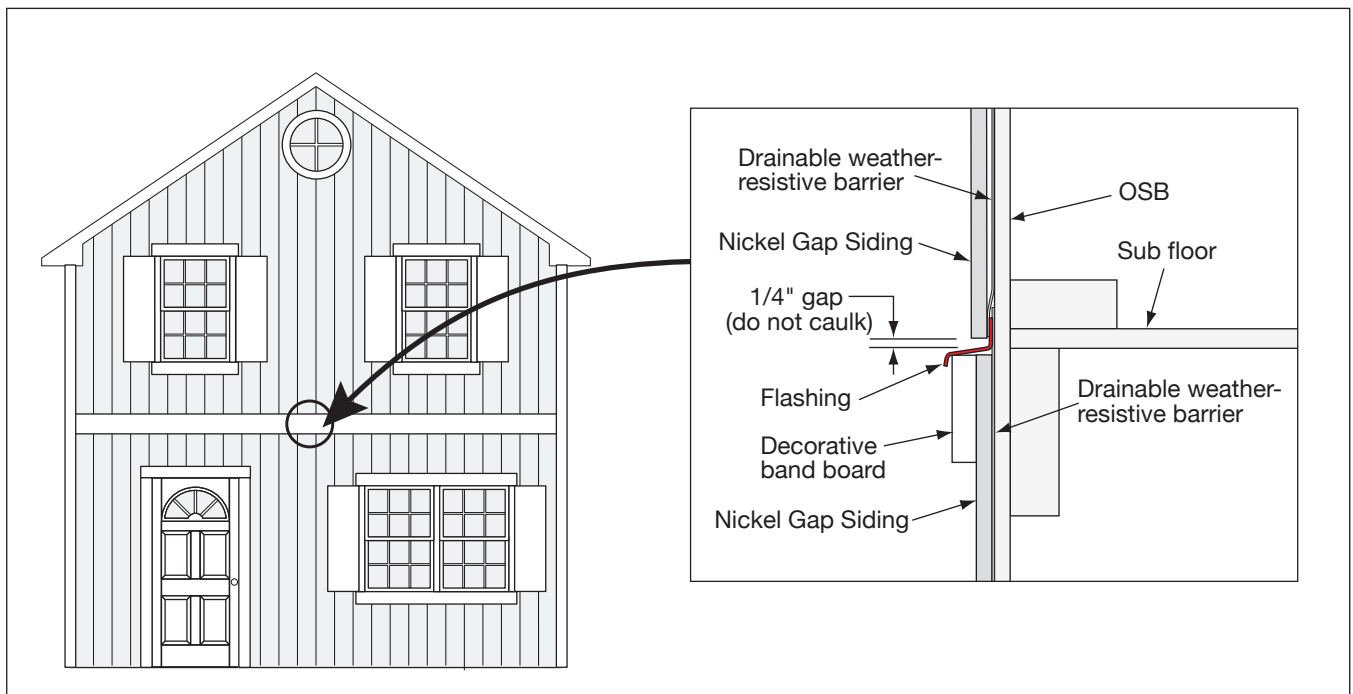 Drainable weather-
resistive barrier
OSB
Nickel Gap Siding
Sub floor
1/4" gap
(do not caulk)
Flashing
Drainable weather-
resistive barrier
Decorative
band board
Nickel Gap Siding